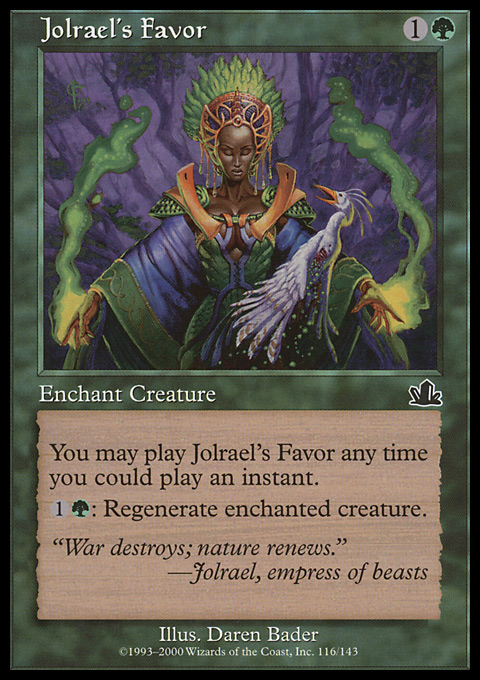 Jolrael's Favor 1
Enchant Creature
You may play Jolrael's Favor any time
you could play an instant.
1 : Regenerate enchanted creature.
“War destroys; nature renews.”
—Jolrael, empress of beasts
Illus. Daren Bader
©1993–2000 Wizards of the Coast, Inc. 116/143